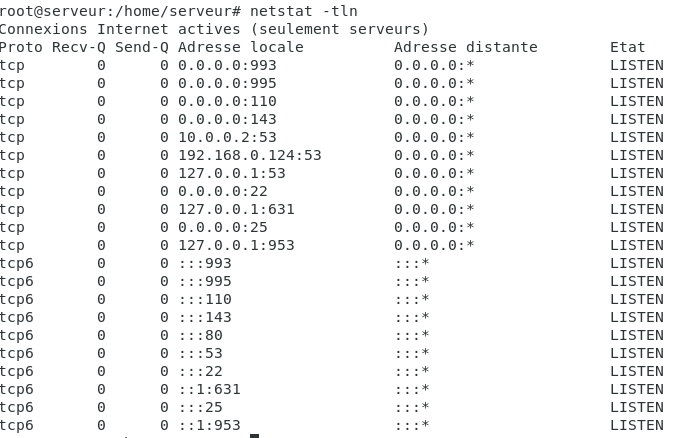 root@serveur:/home/serveur# netstat -tln
Connexions Internet actives (seulement serveurs)
Proto Recv-Q Send-Q Adresse locale          Adresse distante        Etat
tcp        0      0 0.0.0.0:993             0.0.0.0:*               LISTEN
tcp        0      0 0.0.0.0:995             0.0.0.0:*               LISTEN
tcp        0      0 0.0.0.0:110             0.0.0.0:*               LISTEN
tcp        0      0 0.0.0.0:143             0.0.0.0:*               LISTEN
tcp        0      0 10.0.0.2:53             0.0.0.0:*               LISTEN
tcp        0      0 192.168.0.124:53        0.0.0.0:*               LISTEN
tcp        0      0 127.0.0.1:53            0.0.0.0:*               LISTEN
tcp        0      0 0.0.0.0:22              0.0.0.0:*               LISTEN
tcp        0      0 127.0.0.1:631           0.0.0.0:*               LISTEN
tcp        0      0 0.0.0.0:25              0.0.0.0:*               LISTEN
tcp        0      0 127.0.0.1:953           0.0.0.0:*               LISTEN
tcp6       0      0 :::993                  :::*                    LISTEN
tcp6       0      0 :::995                  :::*                    LISTEN
tcp6       0      0 :::110                  :::*                    LISTEN
tcp6       0      0 :::143                  :::*                    LISTEN
tcp6       0      0 :::80                   :::*                    LISTEN
tcp6       0      0 :::53                   :::*                    LISTEN
tcp6       0      0 :::22                   :::*                    LISTEN
tcp6       0      0 ::1:631                 :::*                    LISTEN
tcp6       0      0 :::25                   :::*                    LISTEN
tcp6       0      0 ::1:953                 :::*                    LISTEN